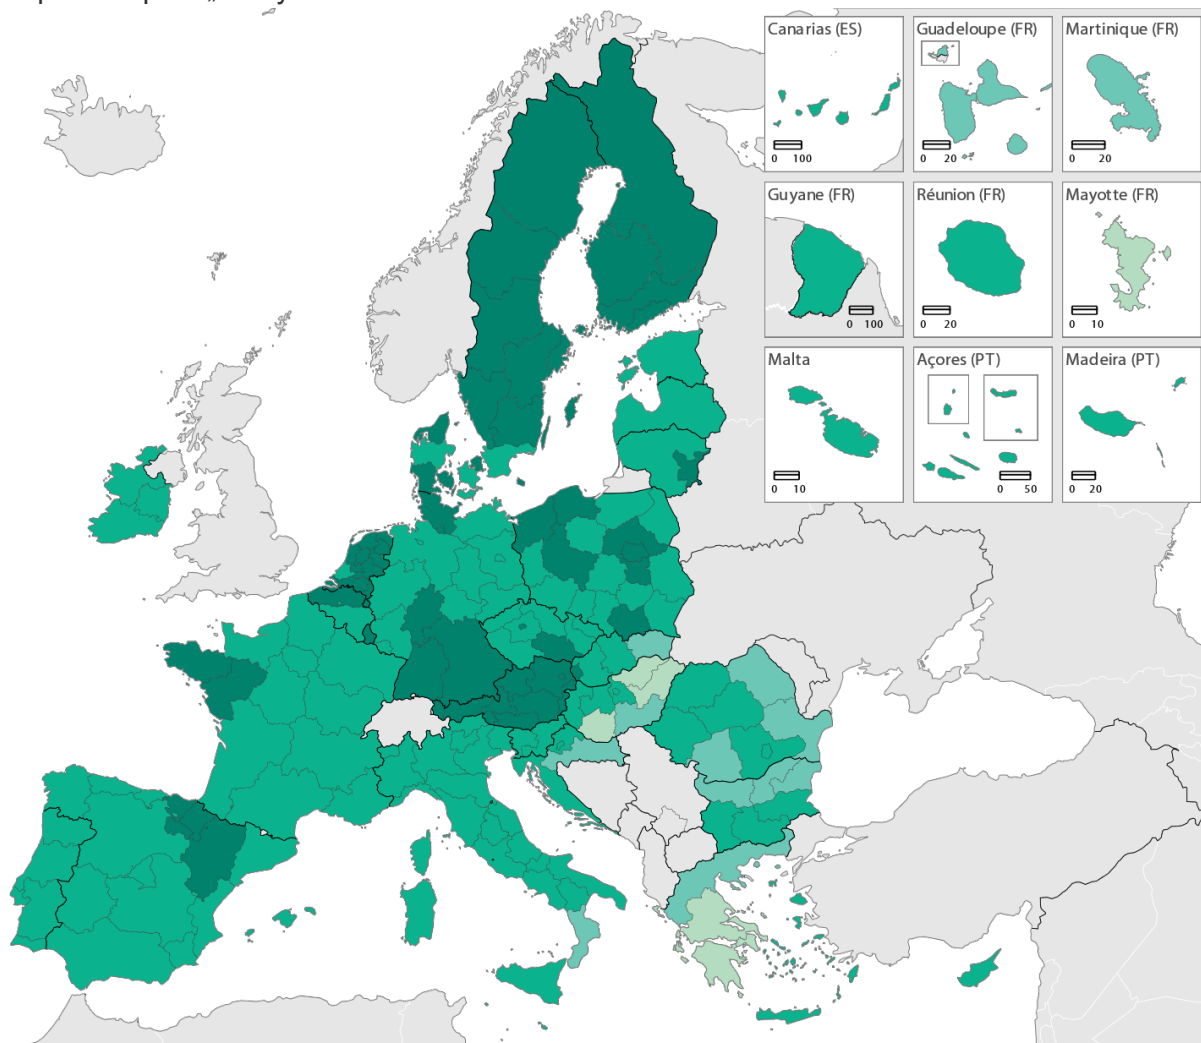 Canarias (ES)
0 100
Guadeloupe (FR)
0 20
Martinique (FR)
0 20
Guyane (FR)
0 100
Réunion (FR)
0 20
Mayotte (FR)
0 10
Malta
0 10
Açores (PT)
0 50
Madeira (PT)
0 20